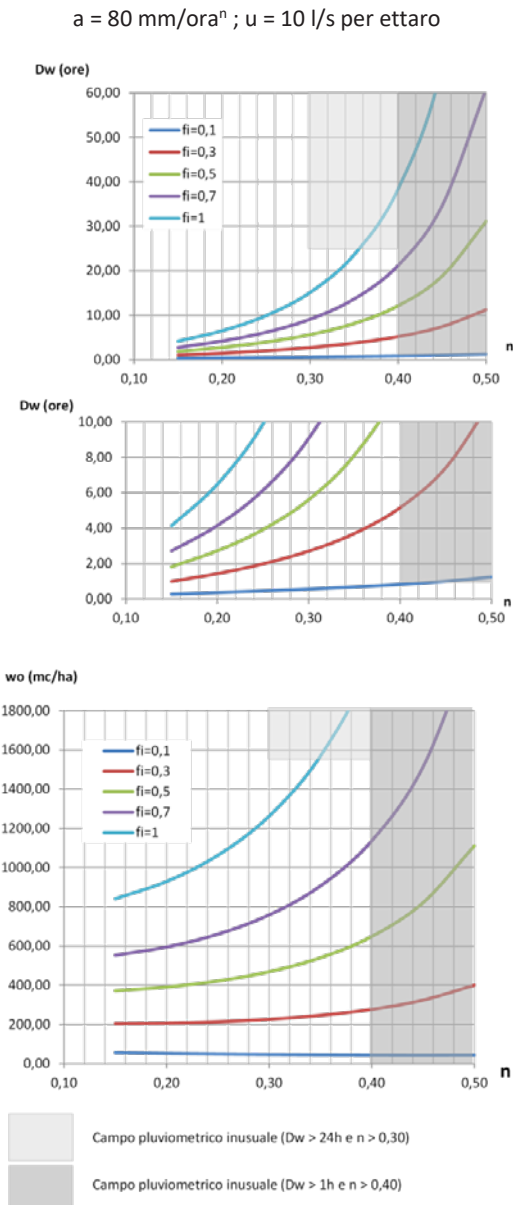 a = 80 mm/oraⁿ ; u = 10 l/s per ettaro
Dw (ore)
60,00
50,00
40,00
30,00
20,00
10,00
0,00
fi=0,1
fi=0,3
fi=0,5
fi=0,7
fi=1
0,10 0,20 0,30 0,40 0,50
n
Dw (ore)
10,00
8,00
6,00
4,00
2,00
0,00
0,10 0,20 0,30 0,40 0,50
n
wo (mc/ha)
1800,00
1600,00
1400,00
1200,00
1000,00
800,00
600,00
400,00
200,00
0,00
fi=0,1
fi=0,3
fi=0,5
fi=0,7
fi=1
0,10 0,20 0,30 0,40 0,50
n
Campo pluviometrico inusuale (Dw > 24h e n > 0,30)
Campo pluviometrico inusuale (Dw > 1h e n > 0,40)